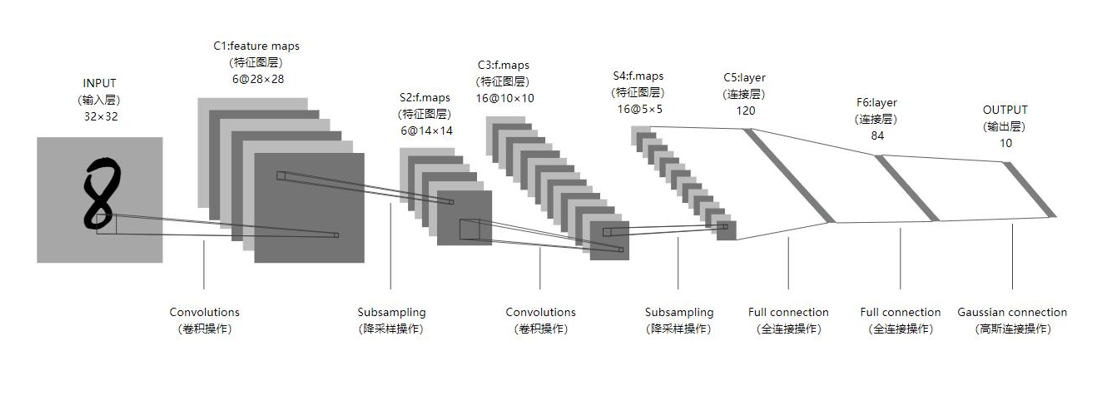 INPUT
(输入层)
32×32
C1:feature maps
(特征图层)
6@28×28
S2:f.maps
(特征图层)
6@14×14
C3:f.maps
(特征图层)
16@10×10
S4:f.maps
(特征图层)
16@5×5
C5:layer
(连接层)
120
F6:layer
(连接层)
84
OUTPUT
(输出层)
10
8
Convolutions
(卷积操作)
Subsampling
(降采样操作)
Convolutions
(卷积操作)
Subsampling
(降采样操作)
Full connection
(全连接操作)
Full connection
(全连接操作)
Gaussian connection
(高斯连接操作)